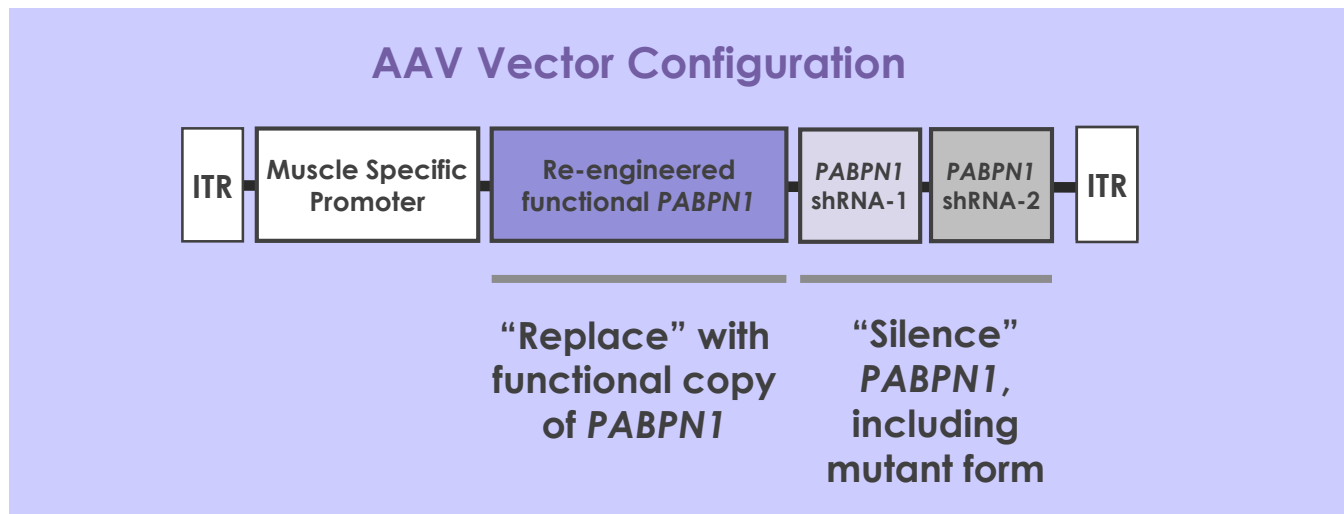 AAV Vector Configuration
ITR
Muscle Specific
Promoter
Re-engineered
functional PABPN1
PABPN1
shRNA-1
PABPN1
shRNA-2
ITR
“Replace” with
functional copy
of PABPN1
“Silence”
PABPN1,
including
mutant form